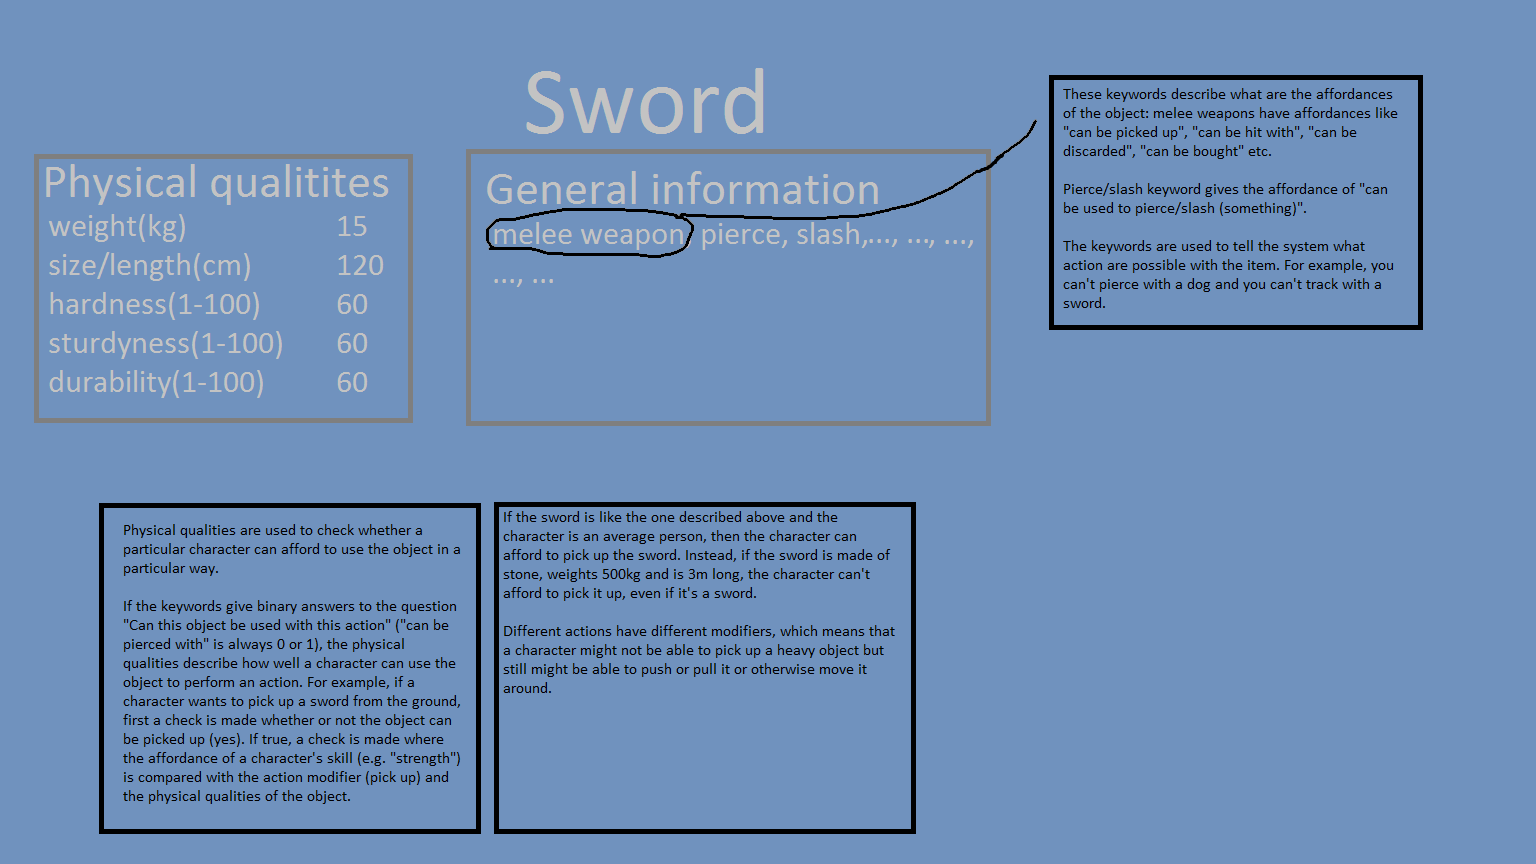 Sword
Physical qualitites
weight(kg) 15
size/length(cm) 120
hardness(1-100) 60
sturdyness(1-100) 60
durability(1-100) 60
General information
melee weapon, pierce, slash,..., ..., ...,
..., ...
These keywords describe what are the affordances
of the object: melee weapons have affordances like
"can be picked up", "can be hit with", "can be
discarded", "can be bought" etc.
Pierce/slash keyword gives the affordance of "can
be used to pierce/slash (something)".
The keywords are used to tell the system what
action are possible with the item. For example, you
can't pierce with a dog and you can't track with a
sword.
Physical qualities are used to check whether a
particular character can afford to use the object in a
particular way.
If the keywords give binary answers to the question
"Can this object be used with this action" ("can be
pierced with" is always 0 or 1), the physical
qualities describe how well a character can use the
object to perform an action. For example, if a
character wants to pick up a sword from the ground,
first a check is made whether or not the object can
be picked up (yes). If true, a check is made where
the affordance of a character's skill (e.g. "strength")
is compared with the action modifier (pick up) and
the physical qualities of the object.
If the sword is like the one described above and the
character is an average person, then the character can
afford to pick up the sword. Instead, if the sword is made of
stone, weights 500kg and is 3m long, the character can't
afford to pick it up, even if it's a sword.
Different actions have different modifiers, which means that
a character might not be able to pick up a heavy object but
still might be able to push or pull it or otherwise move it
around.